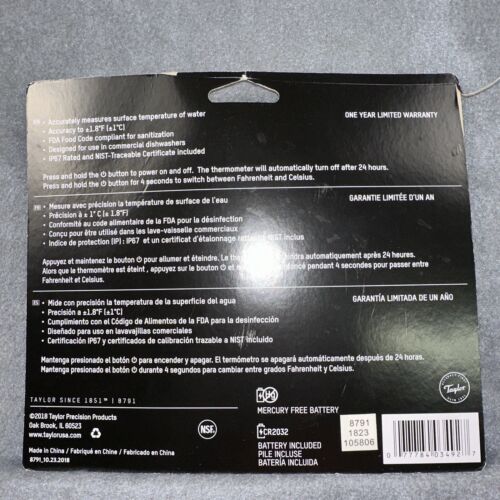 EN
• Accurately measures surface temperature of water
• Accuracy to ±1.8°F (±1°C)
• FDA Food Code compliant for sanitization
• Designed for use in commercial dishwashers
• IP67 Rated and NIST-Traceable Certificate included
ONE YEAR LIMITED WARRANTY
Press and hold the button to power on and off. The thermometer will automatically turn off after 24 hours.
Press and hold the button for 4 seconds to switch between Fahrenheit and Celsius.
FR
• Mesure avec précision la température de surface de l'eau
• Précision à ± 1° C (± 1.8°F)
• Conformité au code alimentaire de la FDA pour la désinfection
• Conçu pour être utilisé dans les lave-vaisselle commerciaux
• Indice de protection (IP) : IP67 et un certificat d'étalonnage NIST inclus
GARANTIE LIMITÉE D'UN AN
Appuyez et maintenez le bouton pour allumer et éteindre. Le automatiquement après 24 heures.
Alors que le thermomètre est éteint , appuyez sur le bouton et pendant 4 secondes pour passer entre
Fahrenheit et Celsius.
ES
• Mide con precisión la temperatura de la superficie del agua
• Precisión a ±1.8°F (±1°C)
• Cumplimiento con el Código de Alimentos de la FDA para la desinfección
• Diseñado para uso en lavavajillas comerciales
• Certificación IP67 y certificados de calibración trazable a NIST incluido
GARANTÍA LIMITADA DE UN AÑO
Mantenga presionado el botón para encender y apagar. El termómetro se apagará automáticamente después de 24 horas.
Mantenga presionado el botón durante 4 segundos para cambiar entre grados Fahrenheit y Celsius.
TAYLOR SINCE 1851™ | 8791
©2018 Taylor Precision Products
Oak Brook, IL 60523
www.taylorusa.com
Made in China / Fabriqué en China / Hecho en China
8791_10.23.2018
NSF
HG
MERCURY FREE BATTERY
CR2032
BATTERY INCLUDED
PILE INCLUSE
BATERÍA INCLUIDA
8791
1823
105806
Taylor
0 77784 03492 7